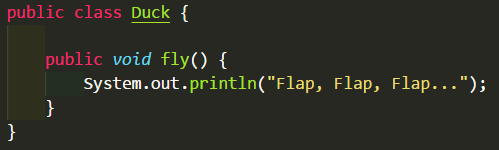 public class Duck {
public void fly() {
System.out.println("Flap, Flap, Flap...");
}
}